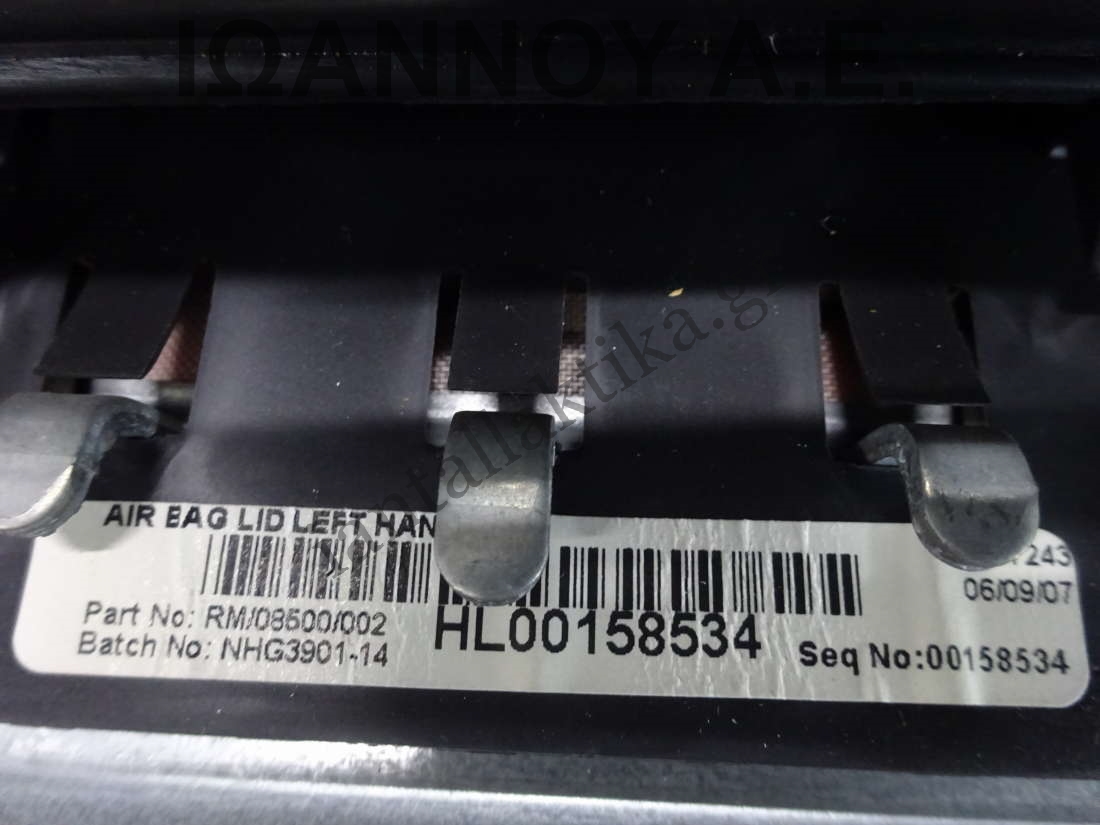 ΙΩΑΝΝΟΥ Α.Ε.
AIR BAG LID LEFT HAN
243
06/09/07
Part No: RM/08500/002
HL00158534
Batch No: NHG3901-14
Seq No:00158534